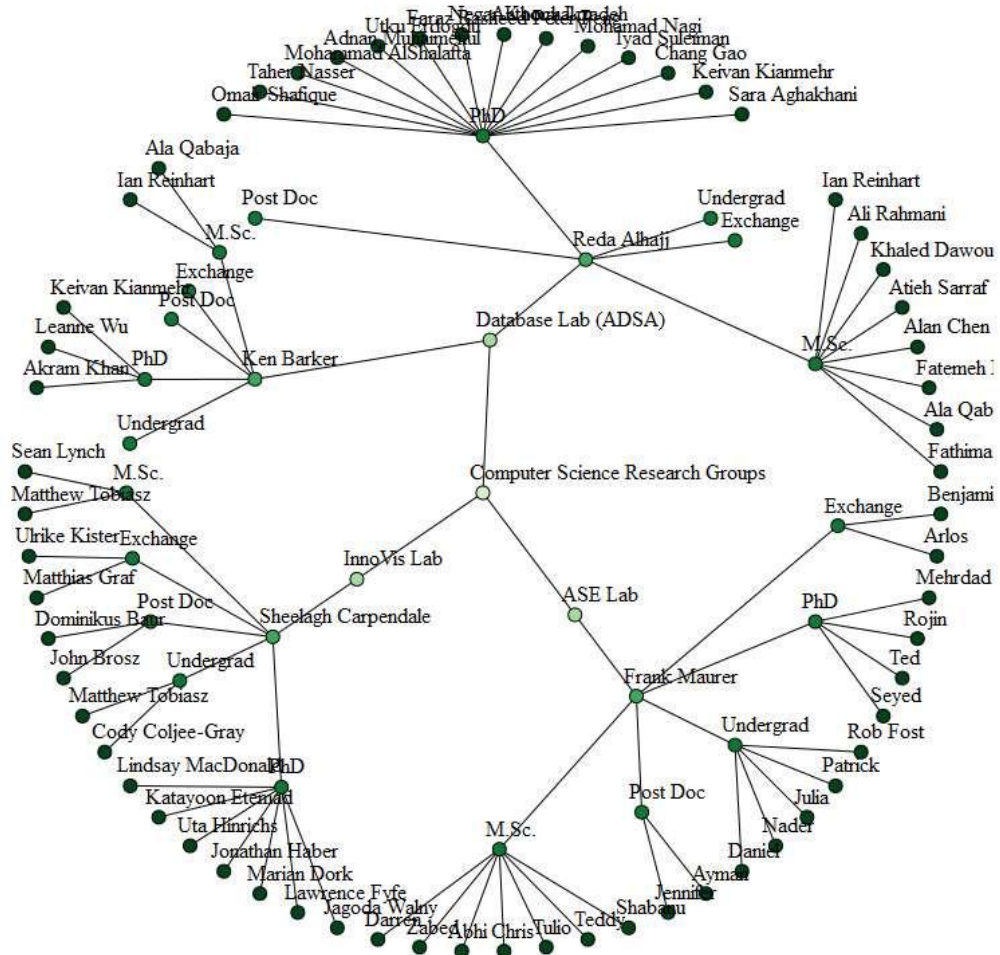 Mohamad Nagi
Utku Erdogdu
Iyad Suleiman
Adnan
Chang Gao
Mohammad AlShalalfa
Keivan Kianmehr
Taher Nasser
Sara Aghakhani
Omair Shafique
PhD
Ala Qabaja
Ian Reinhart
Post Doc
Undergrad
Exchange
Ian Reinhart
Ali Rahmani
M.Sc.
Reda Alhajj
Khaled Dawou
Exchange
Keivan Kianmehr
Post Doc
Atieh Sarraf
Leanne Wu
Database Lab (ADSA)
Alan Chen
Akram Khan
PhD
Ken Barker
M.Sc.
Fatemeh
Ala Qab
Undergrad
Fathima
Sean Lynch
M.Sc.
Computer Science Research Groups
Benjami
Matthew Tobiasz
Exchange
Arlos
Ulrike Kister
Exchange
Mehrdad
Matthias Graf
InnoVis Lab
Post Doc
ASE Lab
PhD
Rojin
Dominikus Baur
Sheelagh Carpendale
Ted
John Brosz
Undergrad
Frank Maurer
Seyed
Matthew Tobiasz
Undergrad
Rob Fost
Cody Coljee-Gray
Patrick
Lindsay MacDonald
PhD
Julia
Katayoon Etemad
Post Doc
Nader
Uta Hinrichs
M.Sc.
Daniel
Jonathan Haber
Ayman
Marian Dork
Jennifer
Lawrence Fyfe
Shabanu
Jagoda Walny
Teddy
Darren
Tulio
Zabed
Chris
Abhi